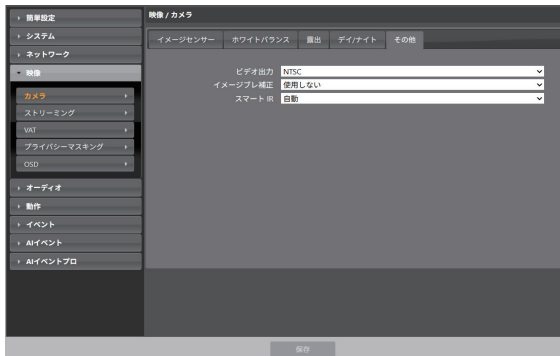 簡単設定
システム
ネットワーク
映像
カメラ
ストリーミング
VAT
プライバシーマスキング
OSD
オーディオ
動作
イベント
AIイベント
AIイベントプロ
映像 / カメラ
イメージセンサー ホワイトバランス 露出 デイ/ナイト その他
ビデオ出力 NTSC
イメージブレ補正 使用しない
スマート IR 自動
保存